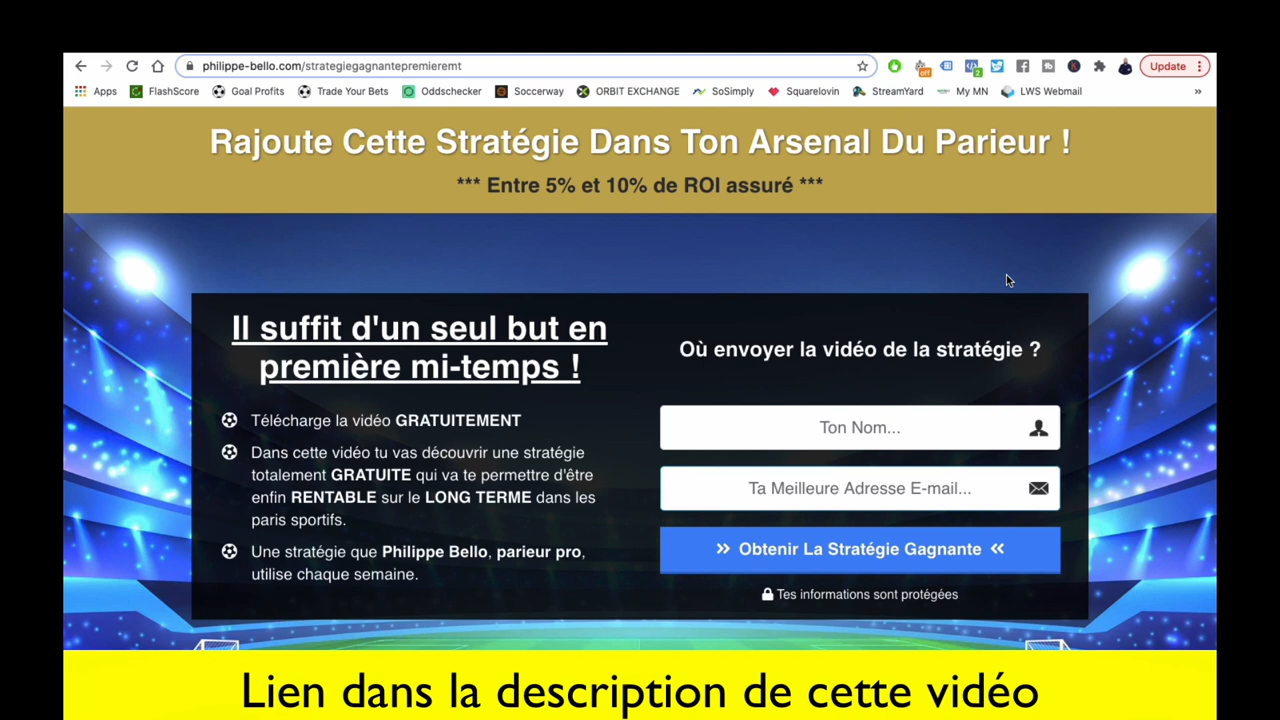 philippe-bello.com/strategiegagnantepremieremt
off
2
K
Update
Apps
FlashScore
Goal Profits
Trade Your Bets
Oddschecker
Soccerway
ORBIT EXCHANGE
SoSimply
Squarelovin
StreamYard
My MN
LWS Webmail
»
Rajoute Cette Stratégie Dans Ton Arsenal Du Parieur !
*** Entre 5% et 10% de ROI assuré ***
Il suffit d'un seul but en
première mi-temps !
Télécharge la vidéo GRATUITEMENT
Dans cette vidéo tu vas découvrir une stratégie
totalement GRATUITE qui va te permettre d'être
enfin RENTABLE sur le LONG TERME dans les
paris sportifs.
Une stratégie que Philippe Bello, parieur pro,
utilise chaque semaine.
Où envoyer la vidéo de la stratégie ?
Ton Nom...
Ta Meilleure Adresse E-mail...
» Obtenir La Stratégie Gagnante «
Tes informations sont protégées
Lien dans la description de cette vidéo